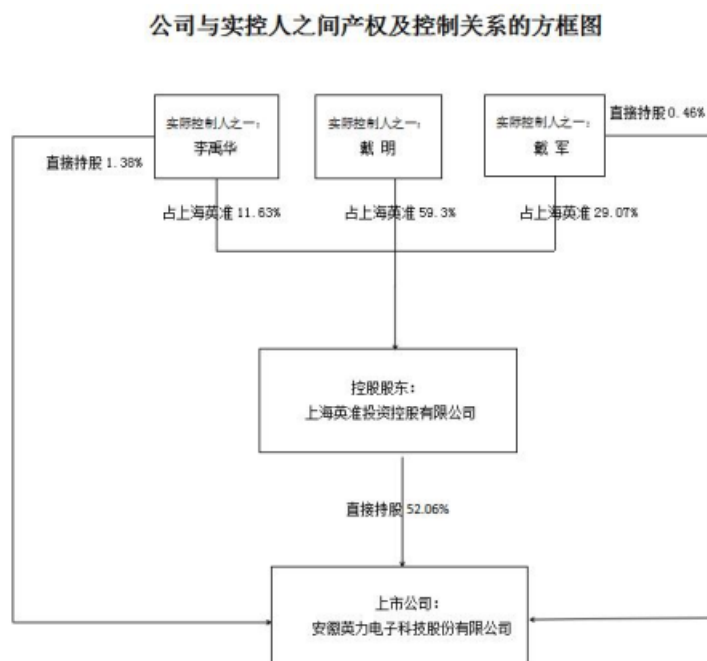 公司与实控人之间产权及控制关系的方框图
实际控制人之一：
李禹华
实际控制人之一：
戴 明
实际控制人之一：
戴 军
直接持股 0.46%
直接持股 1.38%
占上海英准 11.63%
占上海英准 59.3%
占上海英准 29.07%
控股股东：
上海英准投资控股有限公司
直接持股 52.06%
上市公司：
安徽英力电子科技股份有限公司